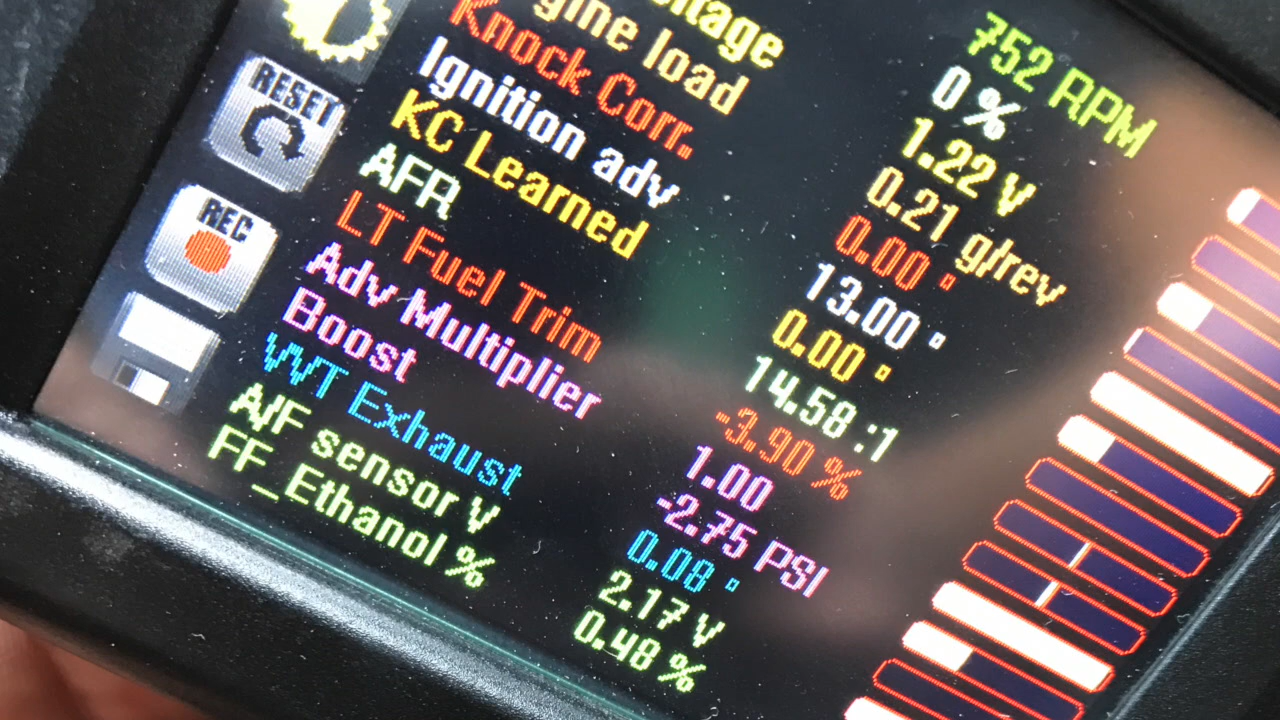 752 RPM
0 %
ltage 1.22 V
gine load 0.21 g/rev
Knock Corr. 0.00 °
Ignition adv 13.00 °
KC Learned 0.00 °
AFR 14.58 :1
LT Fuel Trim -3.90 %
Adv Multiplier 1.00
Boost -2.75 PSI
VVT Exhaust 0.08 °
A/F sensor V 2.17 V
FF_Ethanol % 0.48 %
RESET
REC